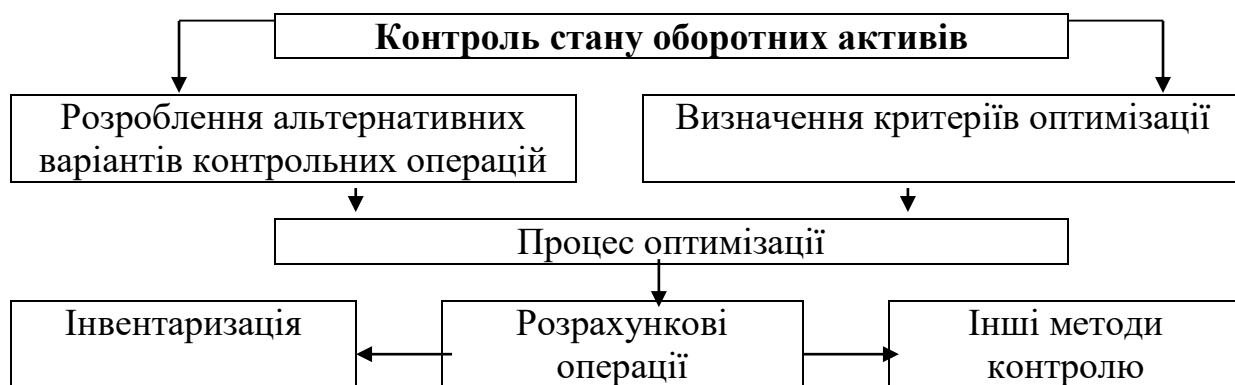 Контроль стану оборотних активів
Розроблення альтернативних
варіантів контрольних операцій
Визначення критеріїв оптимізації
Процес оптимізації
Інвентаризація
Розрахункові
операції
Інші методи
контролю